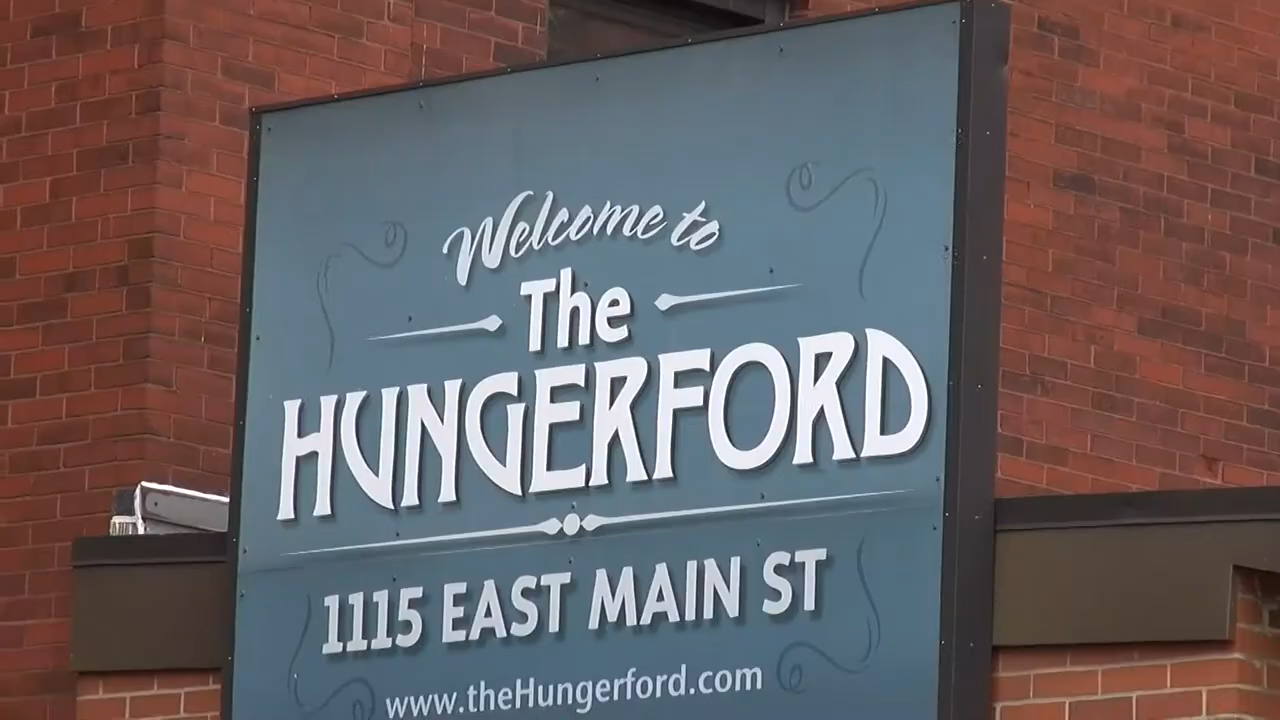 Welcome to
The
HUNGERFORD
1115 EAST MAIN ST
www.theHungerford.com